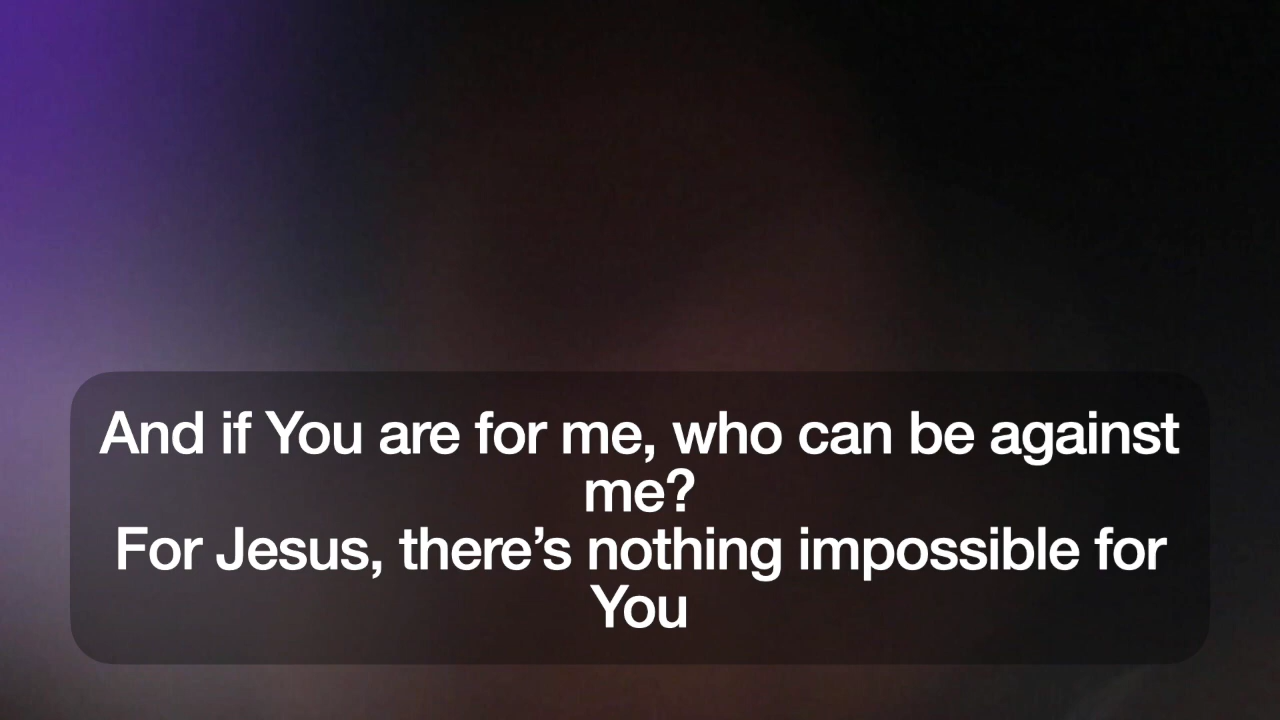 And if You are for me, who can be against
me?
For Jesus, there’s nothing impossible for
You